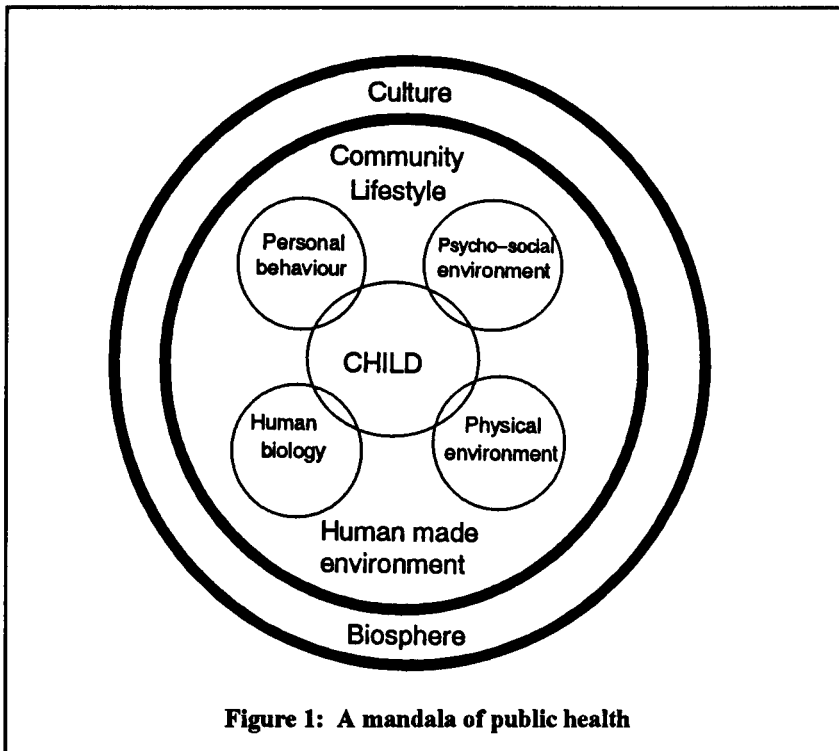 Culture
Community
Lifestyle
Personal
behaviour
Psycho-social
environment
CHILD
Human
biology
Physical
environment
Human made
environment
Biosphere
Figure 1: A mandala of public health